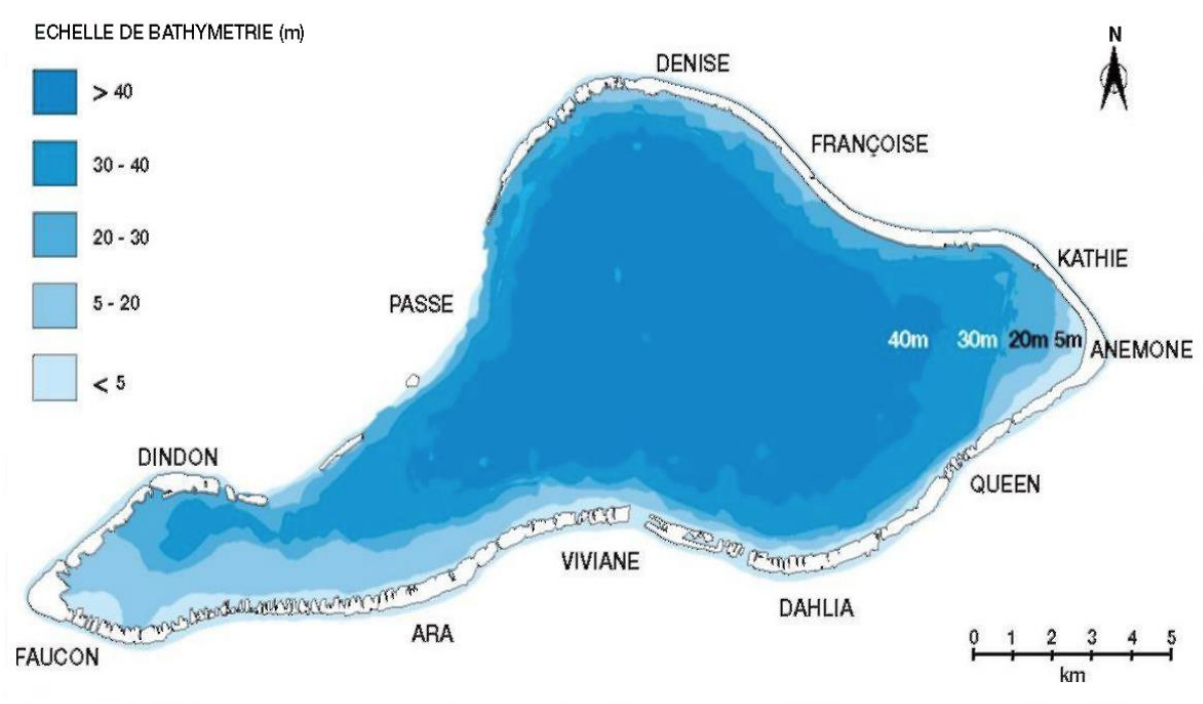 ECHELLE DE BATHYMETRIE (m)
> 40
30 - 40
20 - 30
5 - 20
< 5
N
DENISE
FRANÇOISE
KATHIE
PASSE
40m 30m 20m 5m
ANEMONE
DINDON
QUEEN
VIVIANE
DAHLIA
ARA
FAUCON
0 1 2 3 4 5
km